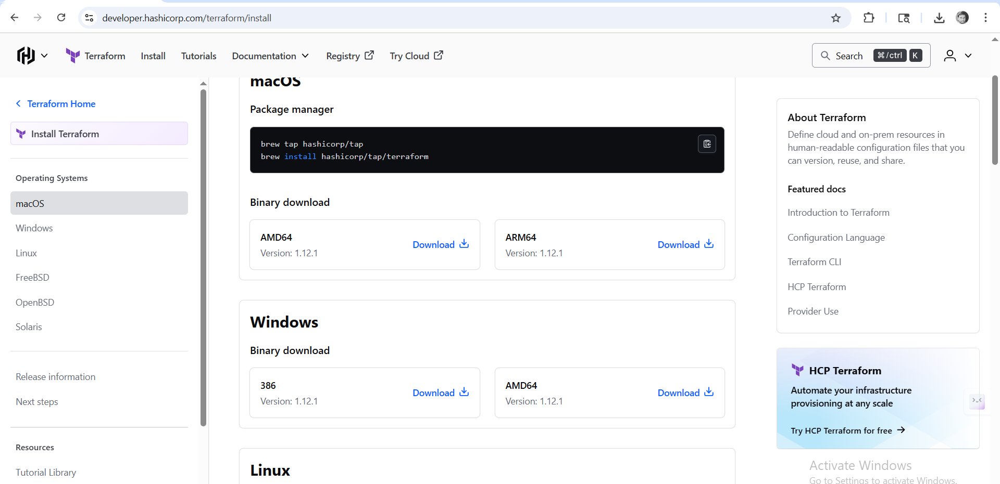 developer.hashicorp.com/terraform/install
Terraform Install Tutorials Documentation Registry Try Cloud Search ⌘/ctrl K
Terraform Home
Install Terraform
Operating Systems
macOS
Windows
Linux
FreeBSD
OpenBSD
Solaris
Release information
Next steps
Resources
Tutorial Library
macOS
Package manager
brew tap hashicorp/tap
brew install hashicorp/tap/terraform
Binary download
AMD64
Version: 1.12.1
Download
ARM64
Version: 1.12.1
Download
Windows
Binary download
386
Version: 1.12.1
Download
AMD64
Version: 1.12.1
Download
Linux
About Terraform
Define cloud and on-prem resources in
human-readable configuration files that you
can version, reuse, and share.
Featured docs
Introduction to Terraform
Configuration Language
Terraform CLI
HCP Terraform
Provider Use
HCP Terraform
Automate your infrastructure
provisioning at any scale
Try HCP Terraform for free
Activate Windows
Go to Settings to activate Windows.